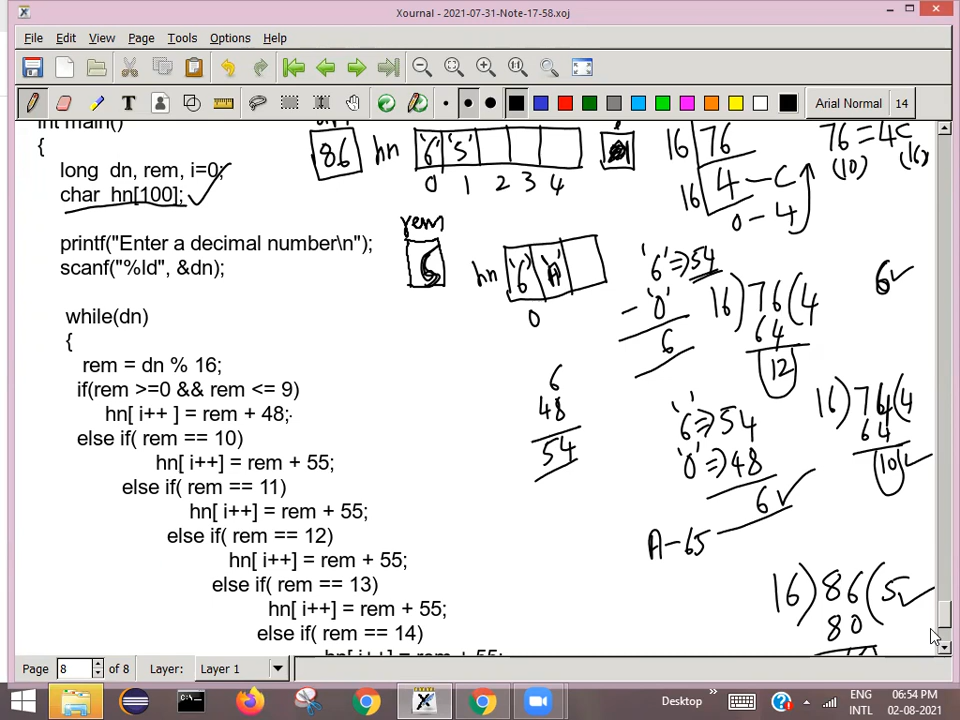 Xournal - 2021-07-31-Note-17-58.xoj
File Edit View Page Tools Options Help
Arial Normal 14
int main()
{
long dn, rem, i=0;
char hn[100];
printf("Enter a decimal number\n");
scanf("%ld", &dn);
while(dn)
{
rem = dn % 16;
if(rem >=0 && rem <= 9)
hn[ i++ ] = rem + 48;
else if( rem == 10)
hn[ i++] = rem + 55;
else if( rem == 11)
hn[ i++] = rem + 55;
else if( rem == 12)
hn[ i++] = rem + 55;
else if( rem == 13)
hn[ i++] = rem + 55;
else if( rem == 14)
hn[ i++] = rem + 55;
86 hn '6' '5'
0 1 2 3 4
rem
6
hn '6' 'A'
0
6
48
54
'6' => 54
- '0'
6
'6' => 54
'0' => 48
6
A-65
16 76
16 4 - C
0 - 4
76 = 4C
(10) (16)
16) 76 (4
64
12
6
16) 74 (4
64
10
16) 86 (5
80
Page 8 of 8 Layer: Layer 1
Desktop
ENG
INTL
06:54 PM
02-08-2021